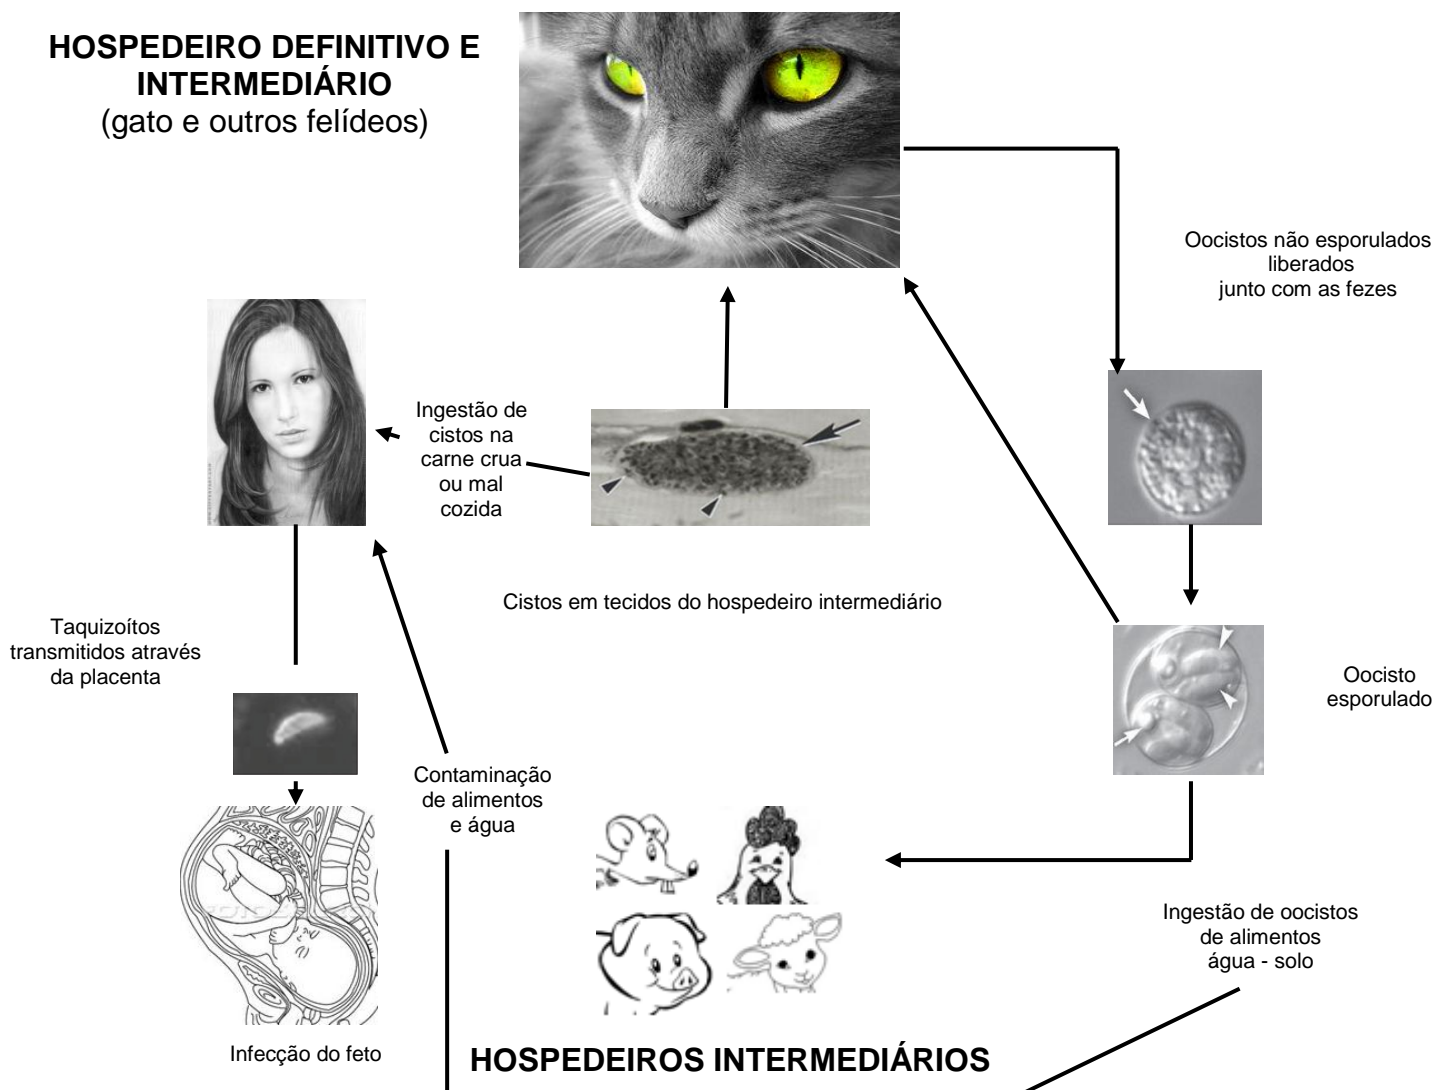 HOSPEDEIRO DEFINITIVO E
INTERMEDIÁRIO
(gato e outros felídeos)
Oocistos não esporulados
liberados
junto com as fezes
Ingestão de
cistos na
carne crua
ou mal
cozida
Cistos em tecidos do hospedeiro intermediário
Taquizoítos
transmitidos através
da placenta
Oocisto
esporulado
Contaminação
de alimentos
e água
Ingestão de oocistos
de alimentos
água - solo
Infecção do feto
HOSPEDEIROS INTERMEDIÁRIOS